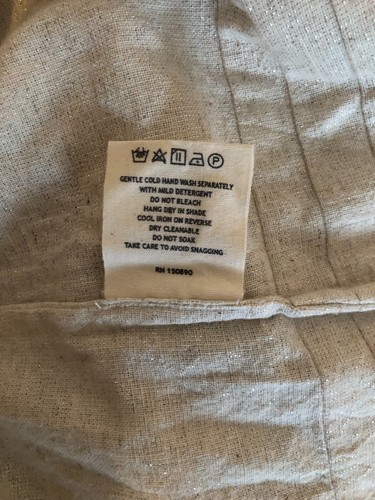 P
GENTLE COLD HAND WASH SEPARATELY
WITH MILD DETERGENT
DO NOT BLEACH
HANG DRY IN SHADE
COOL IRON ON REVERSE
DRY CLEANABLE
DO NOT SOAK
TAKE CARE TO AVOID SNAGGING
RN 150890